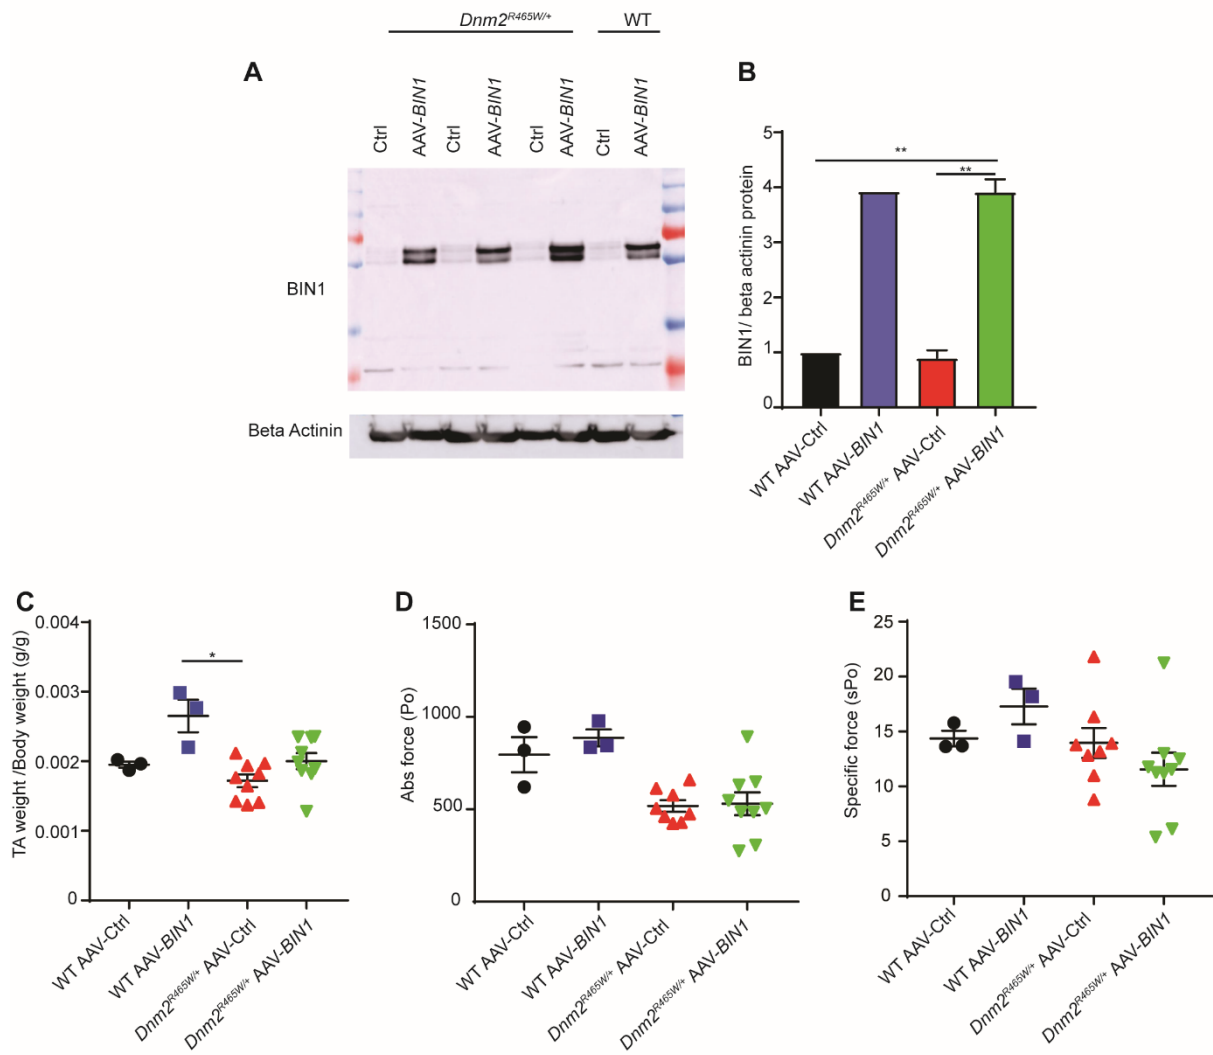 Dnm2R465W/+ WT
A
Ctrl
AAV-BIN1
Ctrl
AAV-BIN1
Ctrl
AAV-BIN1
Ctrl
AAV-BIN1
BIN1
Beta Actinin
B
BIN1/ beta actinin protein
5
4
3
2
1
0
**
**
WT AAV-Ctrl
WT AAV-BIN1
Dnm2R465W/+ AAV-Ctrl
Dnm2R465W/+ AAV-BIN1
C
TA weight /Body weight (g/g)
0.004
0.003
0.002
0.001
0
*
WT AAV-Ctrl
WT AAV-BIN1
Dnm2R465W/+ AAV-Ctrl
Dnm2R465W/+ AAV-BIN1
D
Abs force (Po)
1500
1000
500
0
WT AAV-Ctrl
WT AAV-BIN1
Dnm2R465W/+ AAV-Ctrl
Dnm2R465W/+ AAV-BIN1
E
Specific force (sPo)
25
20
15
10
5
0
WT AAV-Ctrl
WT AAV-BIN1
Dnm2R465W/+ AAV-Ctrl
Dnm2R465W/+ AAV-BIN1